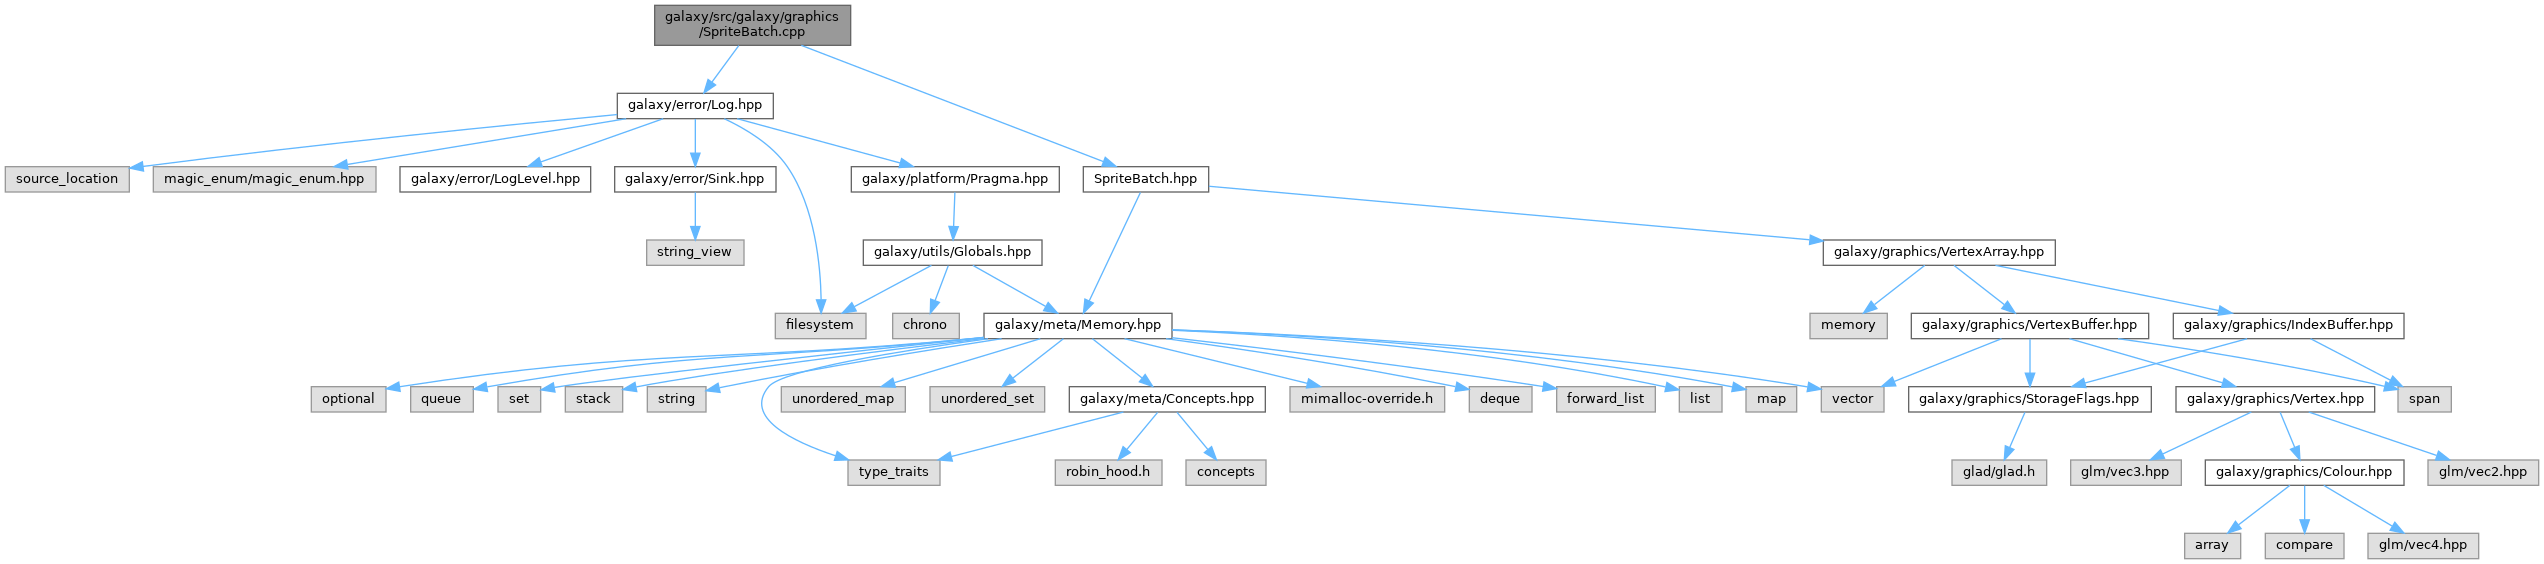 galaxy/src/galaxy/graphics
/SpriteBatch.cpp
galaxy/error/Log.hpp
source_location
magic_enum/magic_enum.hpp
galaxy/error/LogLevel.hpp
galaxy/error/Sink.hpp
galaxy/platform/Pragma.hpp
SpriteBatch.hpp
string_view
galaxy/utils/Globals.hpp
galaxy/graphics/VertexArray.hpp
filesystem
chrono
galaxy/meta/Memory.hpp
memory
galaxy/graphics/VertexBuffer.hpp
galaxy/graphics/IndexBuffer.hpp
optional
queue
set
stack
string
unordered_map
unordered_set
galaxy/meta/Concepts.hpp
mimalloc-override.h
deque
forward_list
list
map
vector
galaxy/graphics/StorageFlags.hpp
galaxy/graphics/Vertex.hpp
span
type_traits
robin_hood.h
concepts
glad/glad.h
glm/vec3.hpp
galaxy/graphics/Colour.hpp
glm/vec2.hpp
array
compare
glm/vec4.hpp